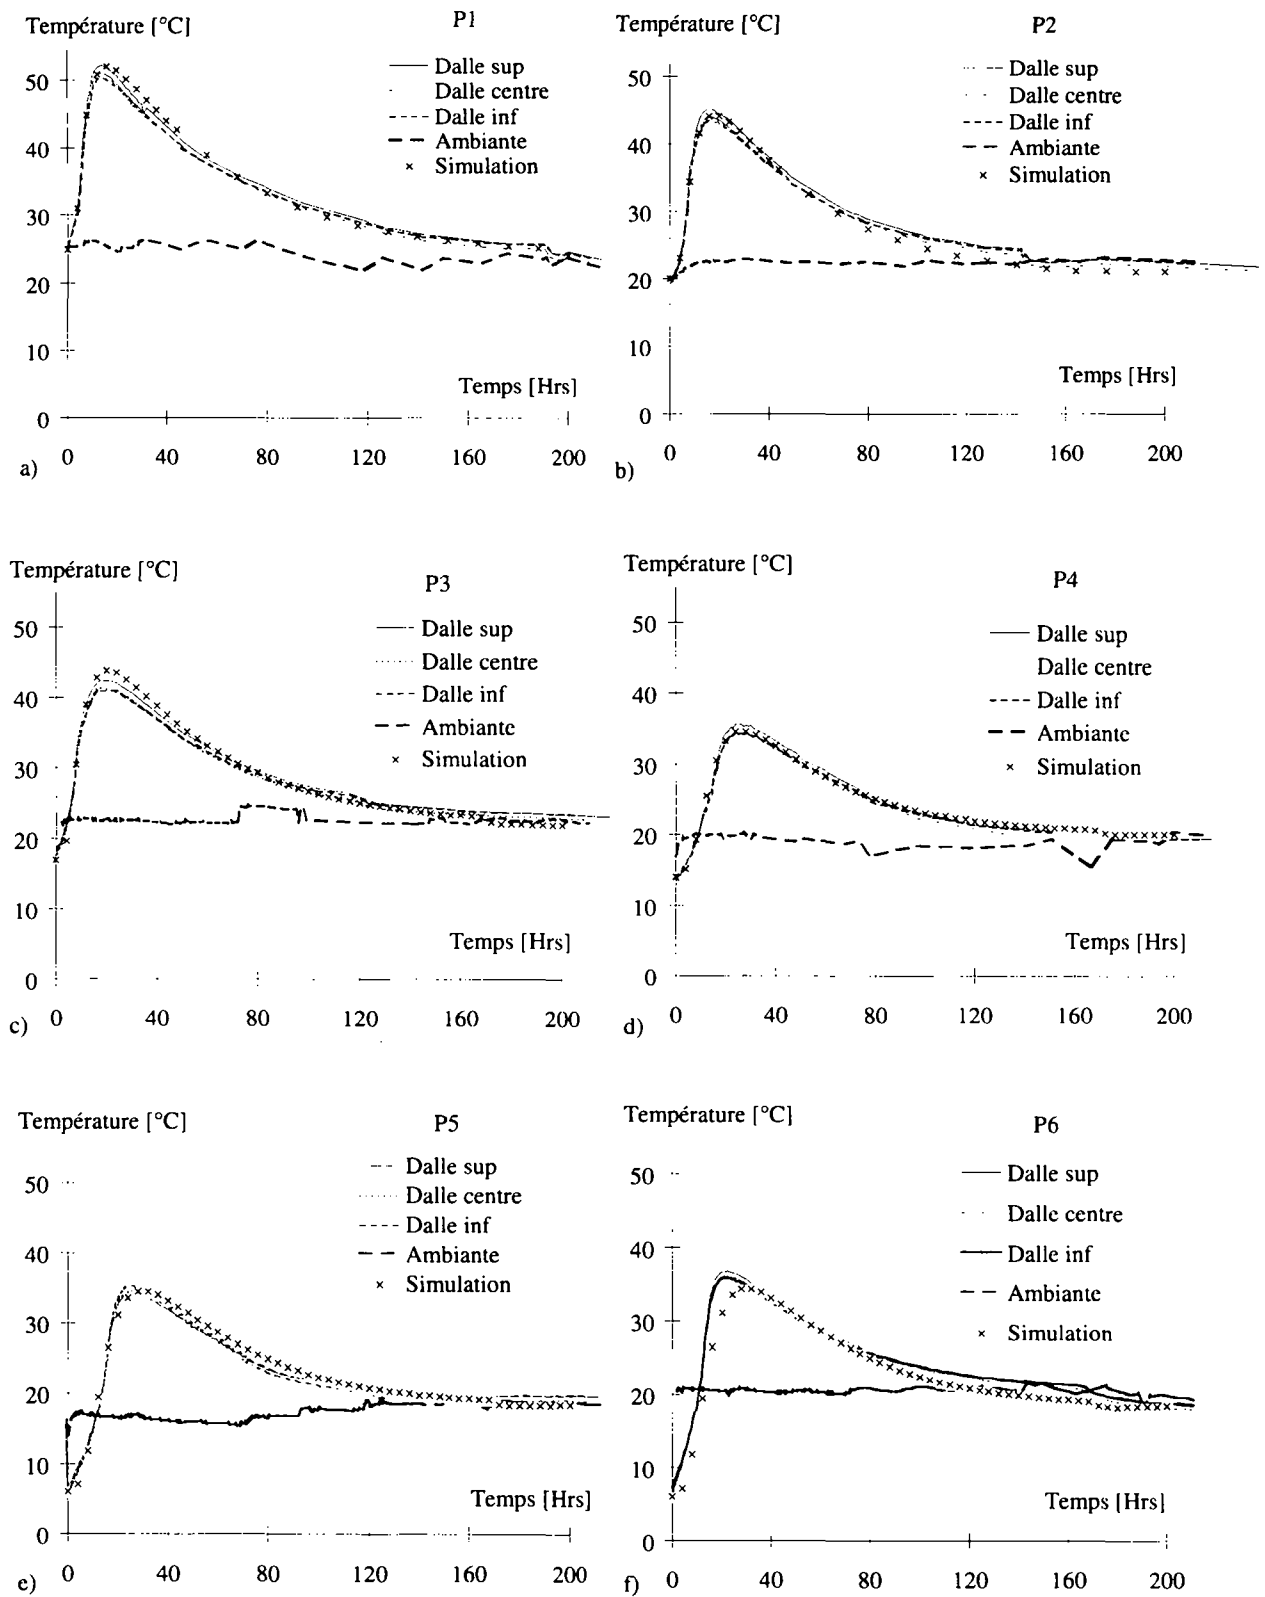 Température [°C]
P1
Dalle sup
Dalle centre
Dalle inf
Ambiante
Simulation
50
40
30
20
10
0
Temps [Hrs]
0 40 80 120 160 200
a)
Température [°C]
P2
Dalle sup
Dalle centre
Dalle inf
Ambiante
Simulation
50
40
30
20
10
0
Temps [Hrs]
0 40 80 120 160 200
b)
Température [°C]
P3
Dalle sup
Dalle centre
Dalle inf
Ambiante
Simulation
50
40
30
20
10
0
Temps [Hrs]
0 40 80 120 160 200
c)
Température [°C]
P4
Dalle sup
Dalle centre
Dalle inf
Ambiante
Simulation
50
40
30
20
10
0
Temps [Hrs]
0 40 80 120 160 200
d)
Température [°C]
P5
Dalle sup
Dalle centre
Dalle inf
Ambiante
Simulation
50
40
30
20
10
0
Temps [Hrs]
0 40 80 120 160 200
e)
Température [°C]
P6
Dalle sup
Dalle centre
Dalle inf
Ambiante
Simulation
50
40
30
20
10
0
Temps [Hrs]
0 40 80 120 160 200
f)